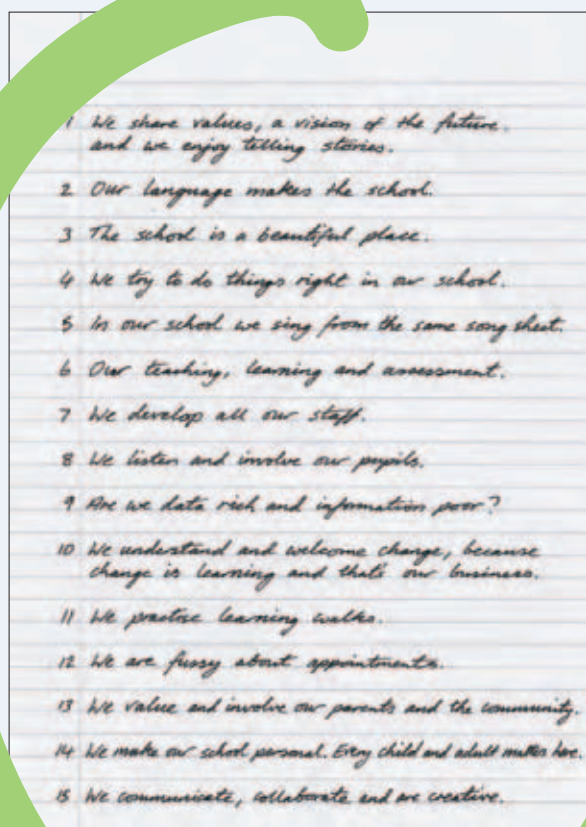 1 We share values, a vision of the future.
and we enjoy telling stories.
2 Our language makes the school.
3 The school is a beautiful place.
4 We try to do things right in our school.
5 In our school we sing from the same song sheet.
6 Our teaching, learning and assessment.
7 We develop all our staff.
8 We listen and involve our pupils.
9 Are we data rich and information poor?
10 We understand and welcome change, because
change is learning and that's our business.
11 We practise learning walks.
12 We are fussy about appointments.
13 We value and involve our parents and the community.
14 We make our school personal. Every child and adult matters here.
15 We communicate, collaborate and are creative.